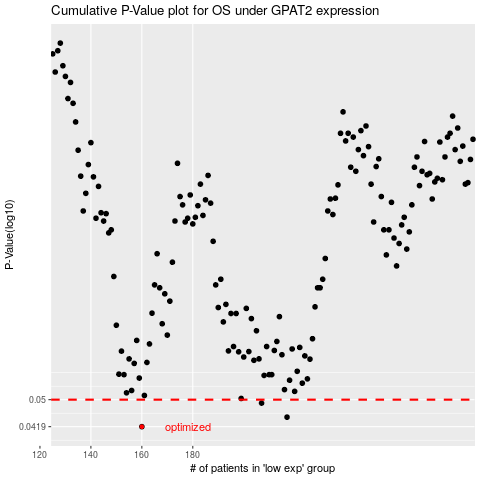 Cumulative P-Value plot for OS under GPAT2 expression
P-Value(log10)
0.05
0.0419
optimized
120 140 160 180
# of patients in 'low exp' group